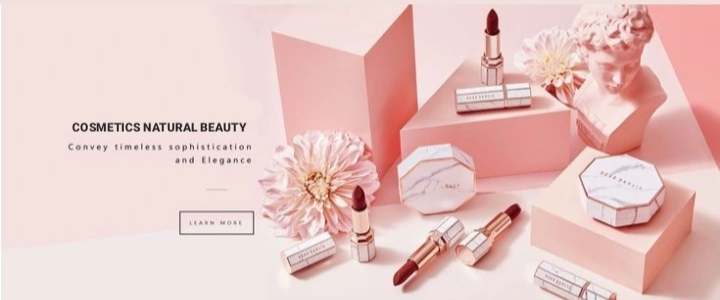 COSMETICS NATURAL BEAUTY
Convey timeless sophistication
and Elegance
LEARN MORE